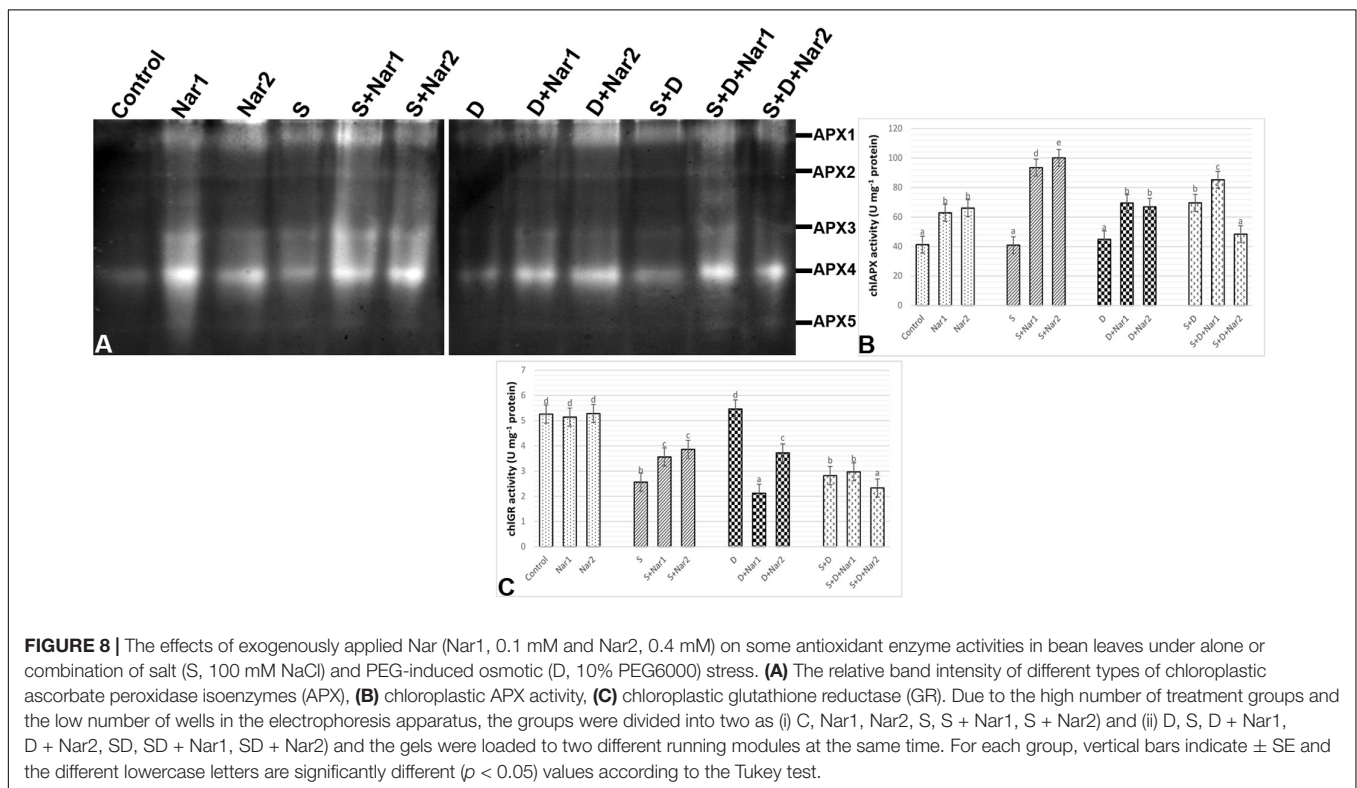 Control Nar1 Nar2 S S+Nar1 S+Nar2 D D+Nar1 D+Nar2 S+D S+D+Nar1 S+D+Nar2
APX1
APX2
APX3
APX4
APX5
A
chlAPX activity (U mg-1 protein)
120
100
80
60
40
20
0
a b b a d e a b b b c a
Control Nar1 Nar2 S S+Nar1 S+Nar2 D D+Nar1 D+Nar2 S+D S+D+Nar1 S+D+Nar2
B
chlGR activity (U mg-1 protein)
7
6
5
4
3
2
1
0
d d d b c c d a c b b a
Control Nar1 Nar2 S S+Nar1 S+Nar2 D D+Nar1 D+Nar2 S+D S+D+Nar1 S+D+Nar2
C
FIGURE 8 | The effects of exogenously applied Nar (Nar1, 0.1 mM and Nar2, 0.4 mM) on some antioxidant enzyme activities in bean leaves under alone or
combination of salt (S, 100 mM NaCl) and PEG-induced osmotic (D, 10% PEG6000) stress. (A) The relative band intensity of different types of chloroplastic
ascorbate peroxidase isoenzymes (APX), (B) chloroplastic APX activity, (C) chloroplastic glutathione reductase (GR). Due to the high number of treatment groups and
the low number of wells in the electrophoresis apparatus, the groups were divided into two as (i) C, Nar1, Nar2, S, S + Nar1, S + Nar2) and (ii) D, S, D + Nar1,
D + Nar2, SD, SD + Nar1, SD + Nar2) and the gels were loaded to two different running modules at the same time. For each group, vertical bars indicate ± SE and
the different lowercase letters are significantly different (p < 0.05) values according to the Tukey test.